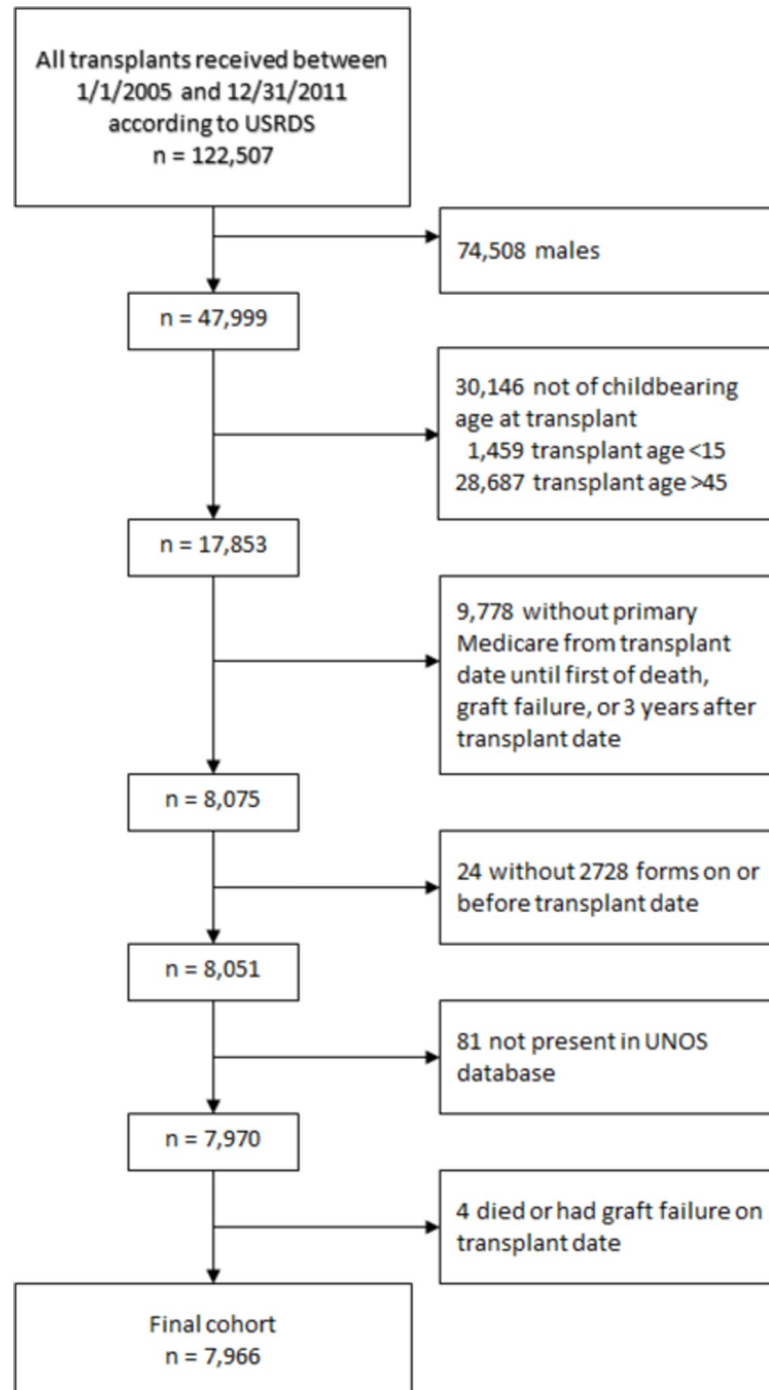 All transplants received between
1/1/2005 and 12/31/2011
according to USRDS
n = 122,507
74,508 males
n = 47,999
30,146 not of childbearing
age at transplant
1,459 transplant age <15
28,687 transplant age >45
n = 17,853
9,778 without primary
Medicare from transplant
date until first of death,
graft failure, or 3 years after
transplant date
n = 8,075
24 without 2728 forms on or
before transplant date
n = 8,051
81 not present in UNOS
database
n = 7,970
4 died or had graft failure on
transplant date
Final cohort
n = 7,966